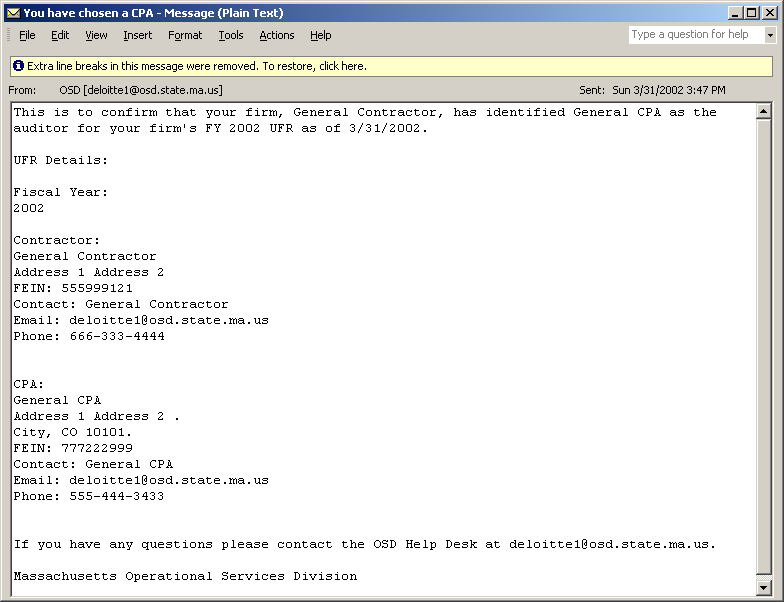 You have chosen a CPA - Message (Plain Text)
File Edit View Insert Format Tools Actions Help Type a question for help
Extra line breaks in this message were removed. To restore, click here.
From: OSD [deloitte1@osd.state.ma.us] Sent: Sun 3/31/2002 3:47 PM
This is to confirm that your firm, General Contractor, has identified General CPA as the
auditor for your firm's FY 2002 UFR as of 3/31/2002.
UFR Details:
Fiscal Year:
2002
Contractor:
General Contractor
Address 1 Address 2
FEIN: 555999121
Contact: General Contractor
Email: deloitte1@osd.state.ma.us
Phone: 666-333-4444
CPA:
General CPA
Address 1 Address 2 .
City, CO 10101.
FEIN: 777222999
Contact: General CPA
Email: deloitte1@osd.state.ma.us
Phone: 555-444-3433
If you have any questions please contact the OSD Help Desk at deloitte1@osd.state.ma.us.
Massachusetts Operational Services Division